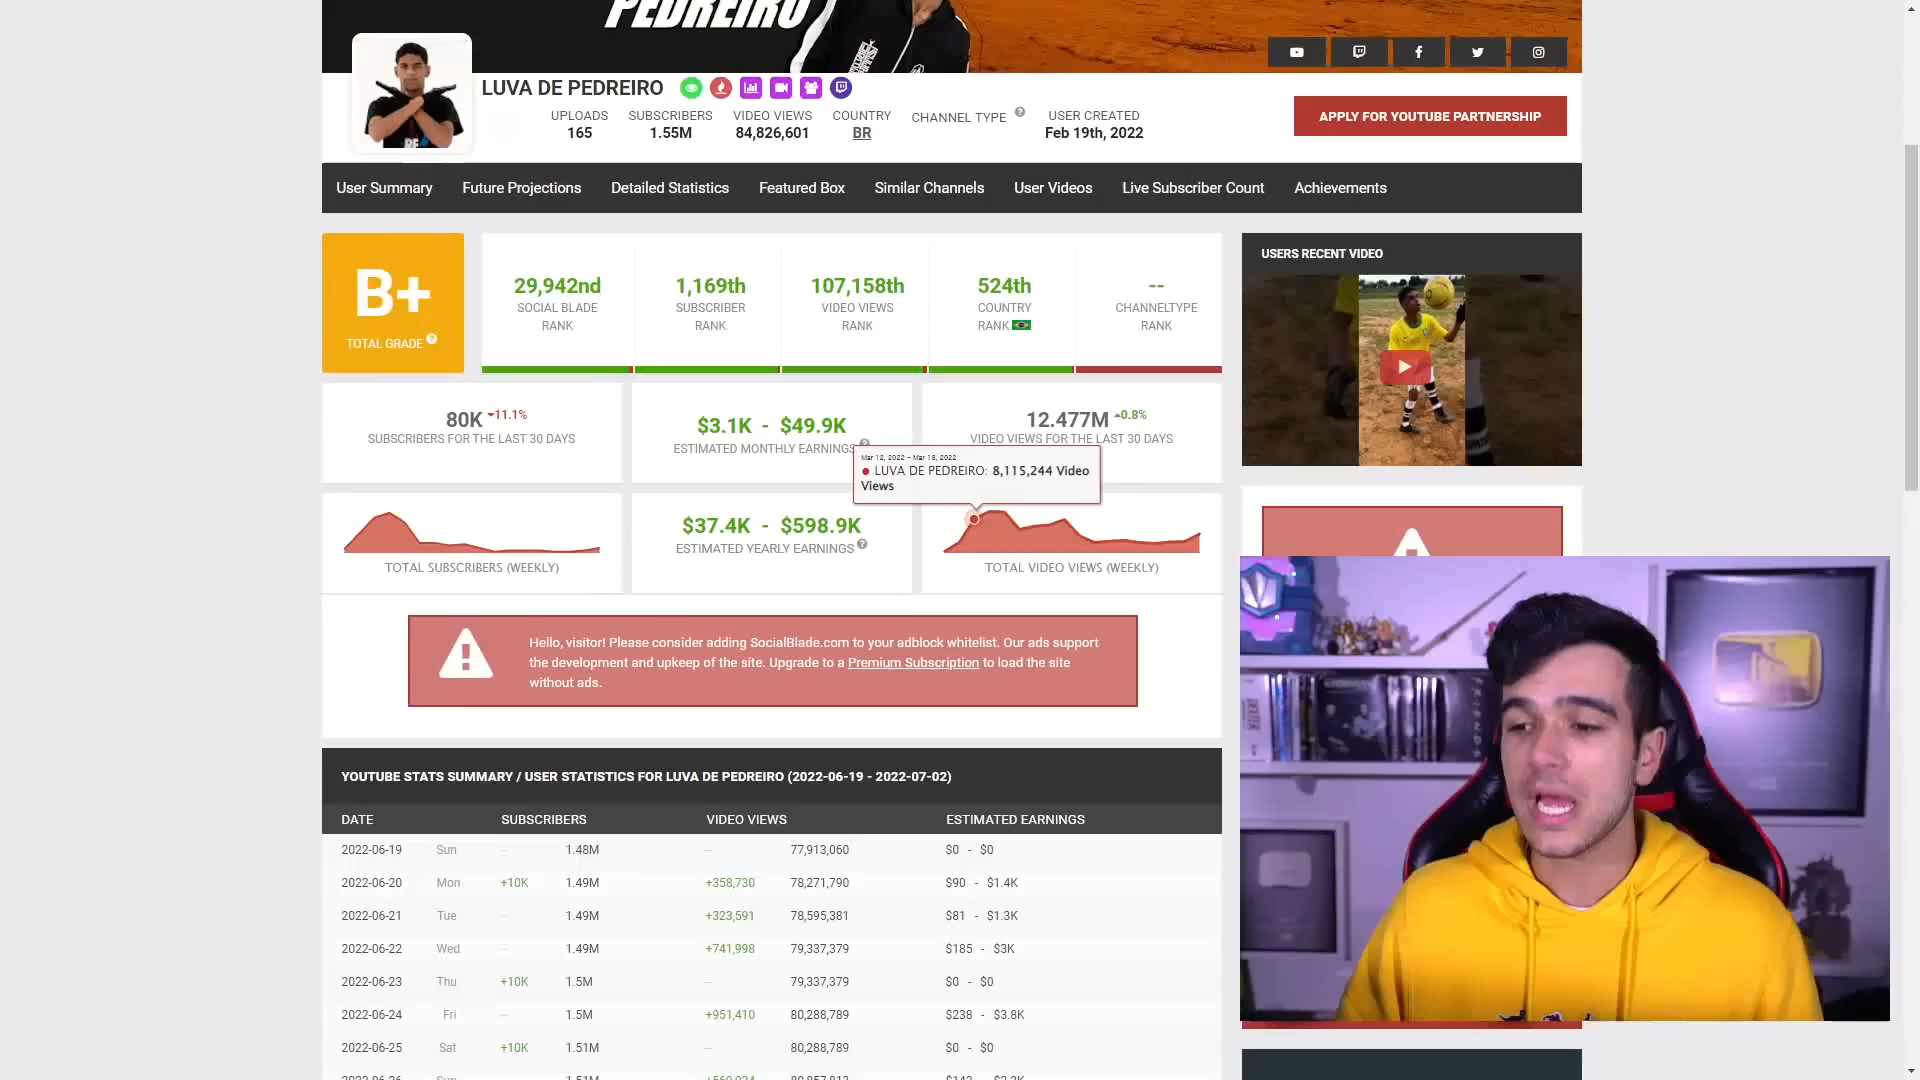 PEDREIRO
LUVA DE PEDREIRO
UPLOADS
165
SUBSCRIBERS
1.55M
VIDEO VIEWS
84,826,601
COUNTRY
BR
CHANNEL TYPE
USER CREATED
Feb 19th, 2022
APPLY FOR YOUTUBE PARTNERSHIP
User Summary
Future Projections
Detailed Statistics
Featured Box
Similar Channels
User Videos
Live Subscriber Count
Achievements
B+
TOTAL GRADE
29,942nd
SOCIAL BLADE
RANK
1,169th
SUBSCRIBER
RANK
107,158th
VIDEO VIEWS
RANK
524th
COUNTRY
RANK
--
CHANNELTYPE
RANK
USERS RECENT VIDEO
80K -11.1%
SUBSCRIBERS FOR THE LAST 30 DAYS
$3.1K - $49.9K
ESTIMATED MONTHLY EARNINGS
12.477M 0.8%
VIDEO VIEWS FOR THE LAST 30 DAYS
Mar 12, 2022 - Mar 18, 2022
LUVA DE PEDREIRO: 8,115,244 Video
Views
TOTAL SUBSCRIBERS (WEEKLY)
$37.4K - $598.9K
ESTIMATED YEARLY EARNINGS
TOTAL VIDEO VIEWS (WEEKLY)
Hello, visitor! Please consider adding SocialBlade.com to your adblock whitelist. Our ads support
the development and upkeep of the site. Upgrade to a Premium Subscription to load the site
without ads.
YOUTUBE STATS SUMMARY / USER STATISTICS FOR LUVA DE PEDREIRO (2022-06-19 - 2022-07-02)
DATE SUBSCRIBERS VIDEO VIEWS ESTIMATED EARNINGS
2022-06-19 Sun -- 1.48M -- 77,913,060 $0 - $0
2022-06-20 Mon +10K 1.49M +358,730 78,271,790 $90 - $1.4K
2022-06-21 Tue -- 1.49M +323,591 78,595,381 $81 - $1.3K
2022-06-22 Wed -- 1.49M +741,998 79,337,379 $185 - $3K
2022-06-23 Thu +10K 1.5M -- 79,337,379 $0 - $0
2022-06-24 Fri -- 1.5M +951,410 80,288,789 $238 - $3.8K
2022-06-25 Sat +10K 1.51M -- 80,288,789 $0 - $0